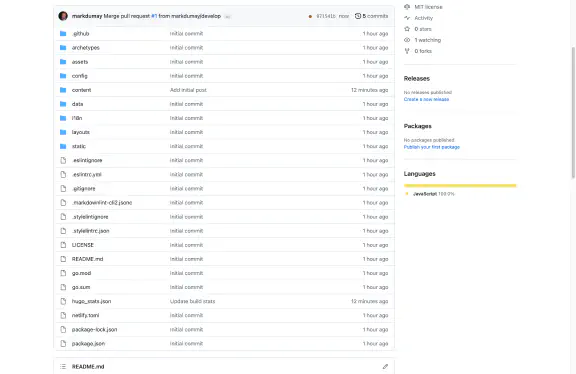 markdumay Merge pull request #1 from markdumay/develop ... now 5 commits
.github Initial commit 1 hour ago
archetypes Initial commit 1 hour ago
assets Initial commit 1 hour ago
config Initial commit 1 hour ago
content Add initial post 12 minutes ago
data Initial commit 1 hour ago
i18n Initial commit 1 hour ago
layouts Initial commit 1 hour ago
static Initial commit 1 hour ago
.eslintignore Initial commit 1 hour ago
.eslintrc.yml Initial commit 1 hour ago
.gitignore Initial commit 1 hour ago
.markdownlint-cli2.jsonc Initial commit 1 hour ago
.stylelintignore Initial commit 1 hour ago
.stylelintrc.json Initial commit 1 hour ago
LICENSE Initial commit 1 hour ago
README.md Initial commit 1 hour ago
go.mod Initial commit 1 hour ago
go.sum Initial commit 1 hour ago
hugo_stats.json Update build stats 12 minutes ago
netlify.toml Initial commit 1 hour ago
package-lock.json Initial commit 1 hour ago
package.json Initial commit 1 hour ago
README.md
MIT license
Activity
0 stars
1 watching
0 forks
Releases
No releases published
Create a new release
Packages
No packages published
Publish your first package
Languages
JavaScript 100.0%